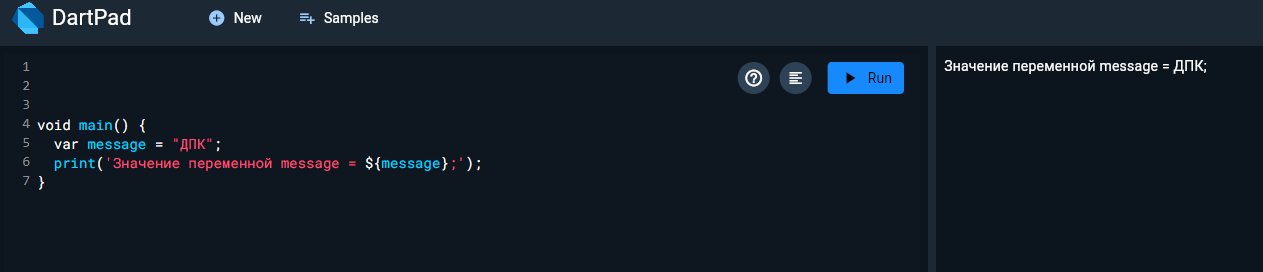 DartPad New Samples
1
2
3
4 void main() {
5 var message = "ДПК";
6 print('Значение переменной message = ${message};');
7 }
Run
Значение переменной message = ДПК;